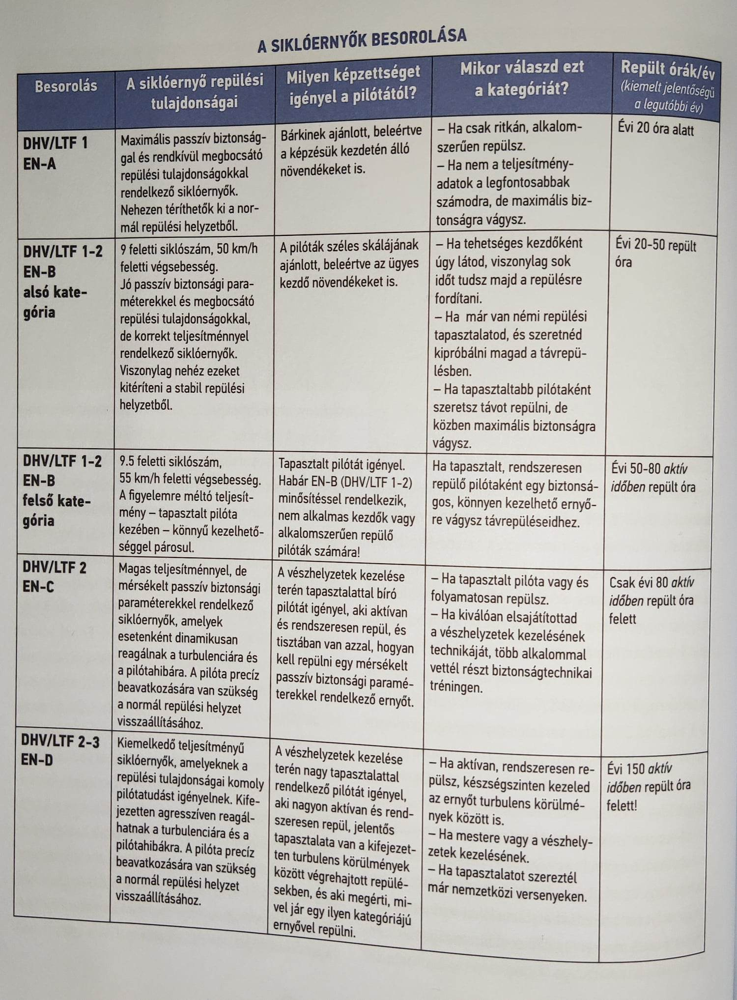 A SIKLÓERNYŐK BESOROLÁSA
Besorolás
A siklóernyő repülési
tulajdonságai
Milyen képzettséget
igényel a pilótától?
Mikor válaszd ezt
a kategóriát?
Repült órák/év
(kiemelt jelentőségű
a legutóbbi év)
DHV/LTF 1
EN-A
Maximális passzív biztonság-
gal és rendkívül megbocsátó
repülési tulajdonságokkal
rendelkező siklóernyők.
Nehezen téríthetők ki a nor-
mál repülési helyzetből.
Bárkinek ajánlott, beleértve
a képzésük kezdetén álló
növendékeket is.
– Ha csak ritkán, alkalom-
szerűen repülsz.
– Ha nem a teljesítmény-
adatok a legfontosabbak
számodra, de maximális biz-
tonságra vágysz.
Évi 20 óra alatt
DHV/LTF 1-2
EN-B
alsó kate-
gória
9 feletti siklószám, 50 km/h
feletti végsebesség.
Jó passzív biztonsági para-
méterekkel és megbocsátó
repülési tulajdonságokkal,
de korrekt teljesítménnyel
rendelkező siklóernyők.
Viszonylag nehéz ezeket
kitéríteni a stabil repülési
helyzetből.
A pilóták széles skálájának
ajánlott, beleértve az ügyes
kezdő növendékeket is.
– Ha tehetséges kezdőként
úgy látod, viszonylag sok
időt tudsz majd a repülésre
fordítani.
– Ha már van némi repülési
tapasztalatod, és szeretnéd
kipróbálni magad a távrepü-
lésben.
– Ha tapasztaltabb pilótaként
szeretsz távot repülni, de
közben maximális biztonságra
vágysz.
Évi 20-50 repült
óra
DHV/LTF 1-2
EN-B
felső kate-
gória
9.5 feletti siklószám,
55 km/h feletti végsebesség.
A figyelemre méltó teljesít-
mény – tapasztalt pilóta
kezében – könnyű kezelhető-
séggel párosul.
Tapasztalt pilótát igényel.
Habár EN-B (DHV/LTF 1-2)
minősítéssel rendelkezik,
nem alkalmas kezdők vagy
alkalomszerűen repülő
pilóták számára!
Ha tapasztalt, rendszeresen
repülő pilótaként egy biztonsá-
gos, könnyen kezelhető ernyő-
re vágysz távrepüléseidhez.
Évi 50-80 aktív
időben repült óra
DHV/LTF 2
EN-C
Magas teljesítménnyel, de
mérsékelt passzív biztonsági
paraméterekkel rendelkező
siklóernyők, amelyek
esetenként dinamikusan
reagálnak a turbulenciára és
a pilótahibára. A pilóta precíz
beavatkozására van szükség
a normál repülési helyzet
visszaállításához.
A vészhelyzetek kezelése
terén tapasztalattal bíró
pilótát igényel, aki aktívan
és rendszeresen repül, és
tisztában van azzal, hogyan
kell repülni egy mérsékelt
passzív biztonsági paramé-
terekkel rendelkező ernyőt.
– Ha tapasztalt pilóta vagy és
folyamatosan repülsz.
– Ha kiválóan elsajátítottad
a vészhelyzetek kezelésének
technikáját, több alkalommal
vettél részt biztonságtechnikai
tréningen.
Csak évi 80 aktív
időben repült óra
felett
DHV/LTF 2-3
EN-D
Kiemelkedő teljesítményű
siklóernyők, amelyeknek a
repülési tulajdonságai komoly
pilótatudást igényelnek. Kife-
jezetten agresszíven reagál-
hatnak a turbulenciára és a
pilótahibákra. A pilóta precíz
beavatkozására van szükség
a normál repülési helyzet
visszaállításához.
A vészhelyzetek kezelése
terén nagy tapasztalattal
rendelkező pilótát igényel,
aki nagyon aktívan és rend-
szeresen repül, jelentős
tapasztalata van a kifejezet-
ten turbulens körülmények
között végrehajtott repülé-
sekben, és aki megérti, mi-
vel jár egy ilyen kategóriájú
ernyővel repülni.
– Ha aktívan, rendszeresen re-
pülsz, készségszinten kezeled
az ernyőt turbulens körülmé-
nyek között is.
– Ha mestere vagy a vészhely-
zetek kezelésének.
– Ha tapasztalatot szereztél
már nemzetközi versenyeken.
Évi 150 aktív
időben repült óra
felett!